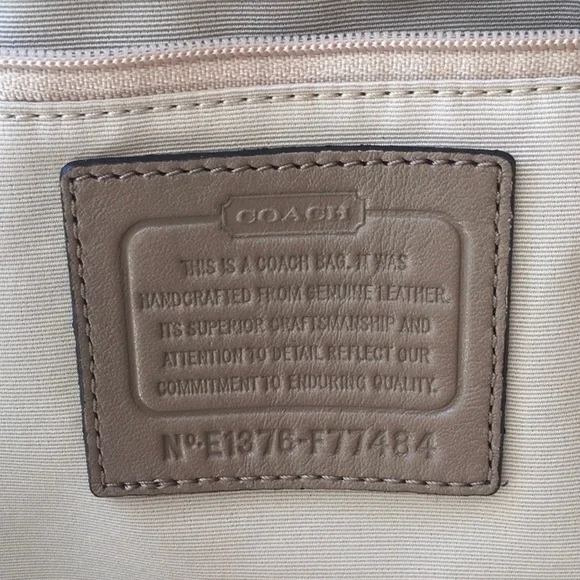 COACH
THIS IS A COACH BAG. IT WAS
HANDCRAFTED FROM GENUINE LEATHER.
ITS SUPERIOR CRAFTSMANSHIP AND
ATTENTION TO DETAIL REFLECT OUR
COMMITMENT TO ENDURING QUALITY.
Nº·E1376-F77484